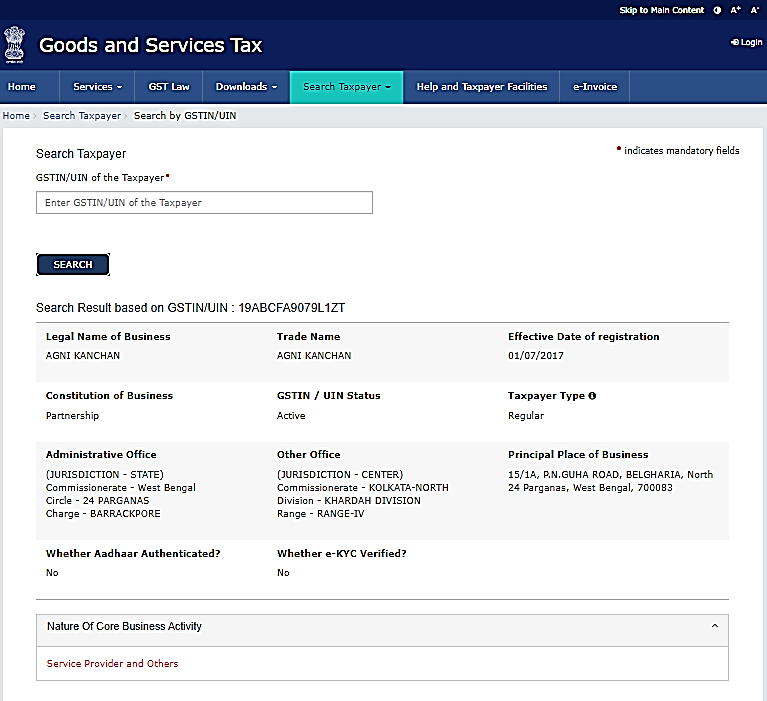 Skip to Main Content A+ A-
Goods and Services Tax
Login
Home Services GST Law Downloads Search Taxpayer Help and Taxpayer Facilities e-Invoice
Home › Search Taxpayer › Search by GSTIN/UIN
Search Taxpayer
• indicates mandatory fields
GSTIN/UIN of the Taxpayer•
Enter GSTIN/UIN of the Taxpayer
SEARCH
Search Result based on GSTIN/UIN : 19ABCFA9079L1ZT
Legal Name of Business Trade Name Effective Date of registration
AGNI KANCHAN AGNI KANCHAN 01/07/2017
Constitution of Business GSTIN / UIN Status Taxpayer Type
Partnership Active Regular
Administrative Office Other Office Principal Place of Business
(JURISDICTION - STATE) (JURISDICTION - CENTER) 15/1A, P.N.GUHA ROAD, BELGHARIA, North
Commissionerate - West Bengal Commissionerate - KOLKATA-NORTH 24 Parganas, West Bengal, 700083
Circle - 24 PARGANAS Division - KHARDAH DIVISION
Charge - BARRACKPORE Range - RANGE-IV
Whether Aadhaar Authenticated? Whether e-KYC Verified?
No No
Nature Of Core Business Activity
Service Provider and Others